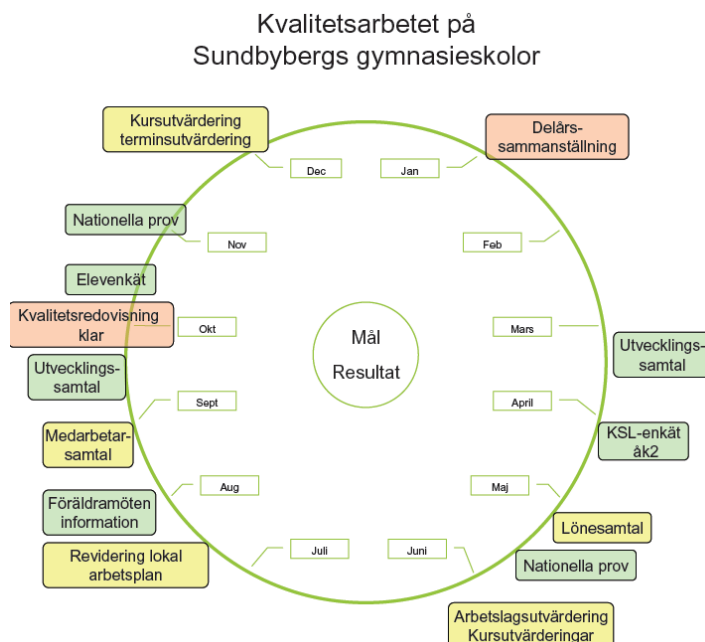 Kvalitetsarbetet på
Sundbybergs gymnasieskolor
Kursutvärdering
terminsutvärdering
Delårs-
sammanställning
Dec
Jan
Nationella prov
Nov
Feb
Elevenkät
Kvalitetsredovisning
klar
Okt
Mål
Resultat
Mars
Utvecklings-
samtal
Utvecklings-
samtal
Sept
April
Medarbetar-
samtal
KSL-enkät
åk2
Aug
Maj
Föräldramöten
information
Lönesamtal
Revidering lokal
arbetsplan
Juli
Juni
Nationella prov
Arbetslagsutvärdering
Kursutvärderingar